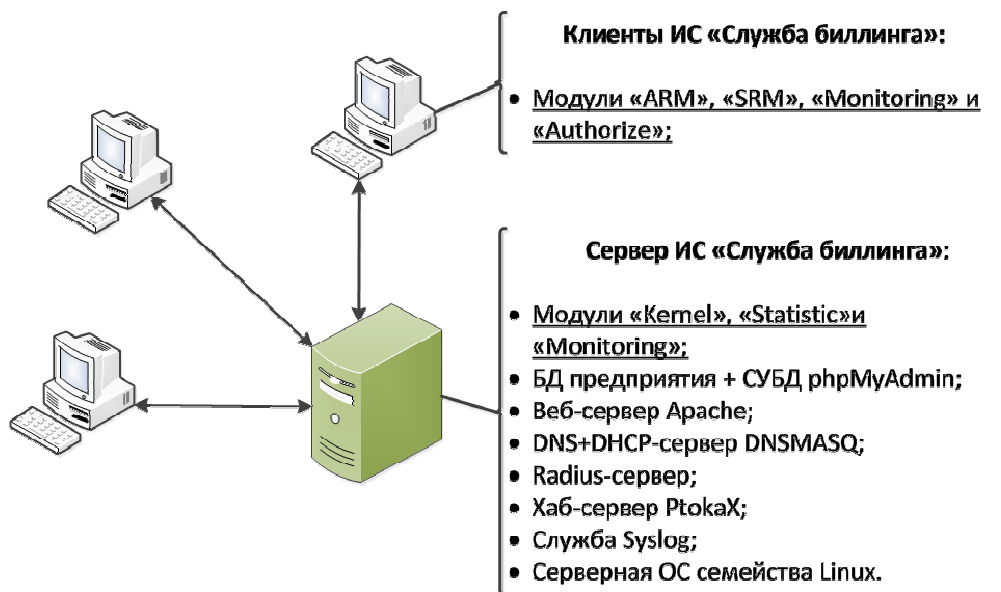 Клиенты ИС «Служба биллинга»:
• Модули «ARM», «SRM», «Monitoring» и
«Authorize»;
Сервер ИС «Служба биллинга»:
• Модули «Kernel», «Statistic»и
«Monitoring»;
• БД предприятия + СУБД phpMyAdmin;
• Веб-сервер Apache;
• DNS+DHCP-сервер DNSMASQ;
• Radius-сервер;
• Хаб-сервер PtokaX;
• Служба Syslog;
• Серверная ОС семейства Linux.